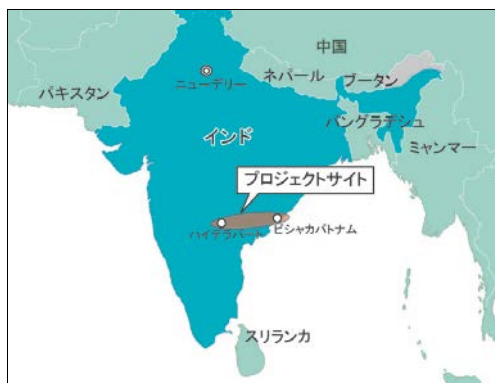 中国
ネパール
ブータン
ニューデリー
パキスタン
バングラデシュ
インド
ミャンマー
プロジェクトサイト
ハイデラバード
ビシャカパトナム
スリランカ